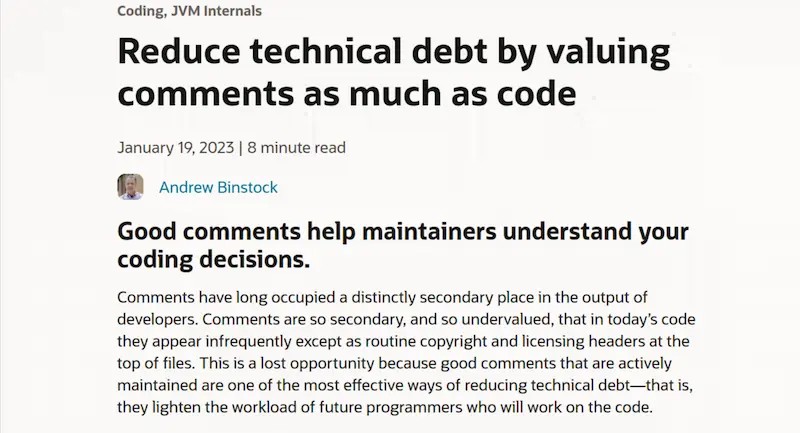 Coding, JVM Internals
Reduce technical debt by valuing
comments as much as code
January 19, 2023 | 8 minute read
Andrew Binstock
Good comments help maintainers understand your
coding decisions.
Comments have long occupied a distinctly secondary place in the output of
developers. Comments are so secondary, and so undervalued, that in today’s code
they appear infrequently except as routine copyright and licensing headers at the
top of files. This is a lost opportunity because good comments that are actively
maintained are one of the most effective ways of reducing technical debt—that is,
they lighten the workload of future programmers who will work on the code.